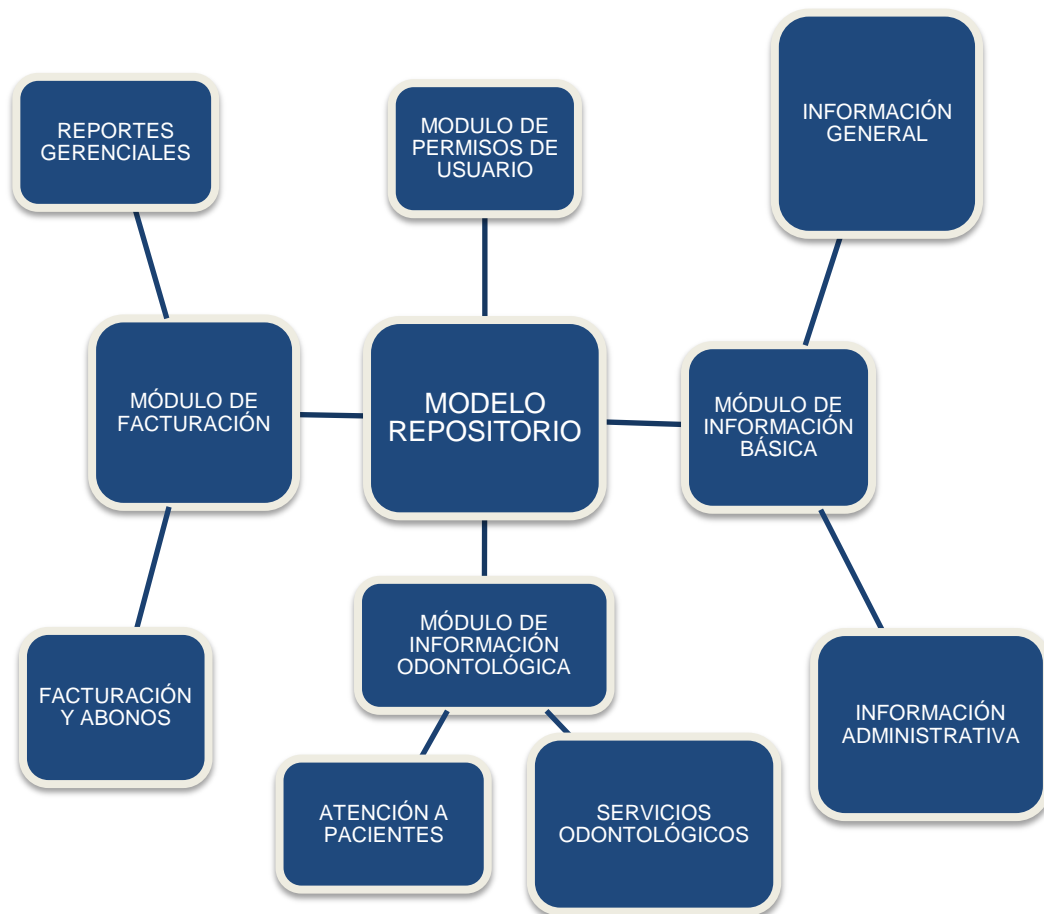 INFORMACIÓN
GENERAL
REPORTES
GERENCIALES
MODULO DE
PERMISOS DE
USUARIO
MÓDULO DE
FACTURACIÓN
MODELO
REPOSITORIO
MÓDULO DE
INFORMACIÓN
BÁSICA
MÓDULO DE
INFORMACIÓN
ODONTOLÓGICA
FACTURACIÓN
Y ABONOS
INFORMACIÓN
ADMINISTRATIVA
ATENCIÓN A
PACIENTES
SERVICIOS
ODONTOLÓGICOS